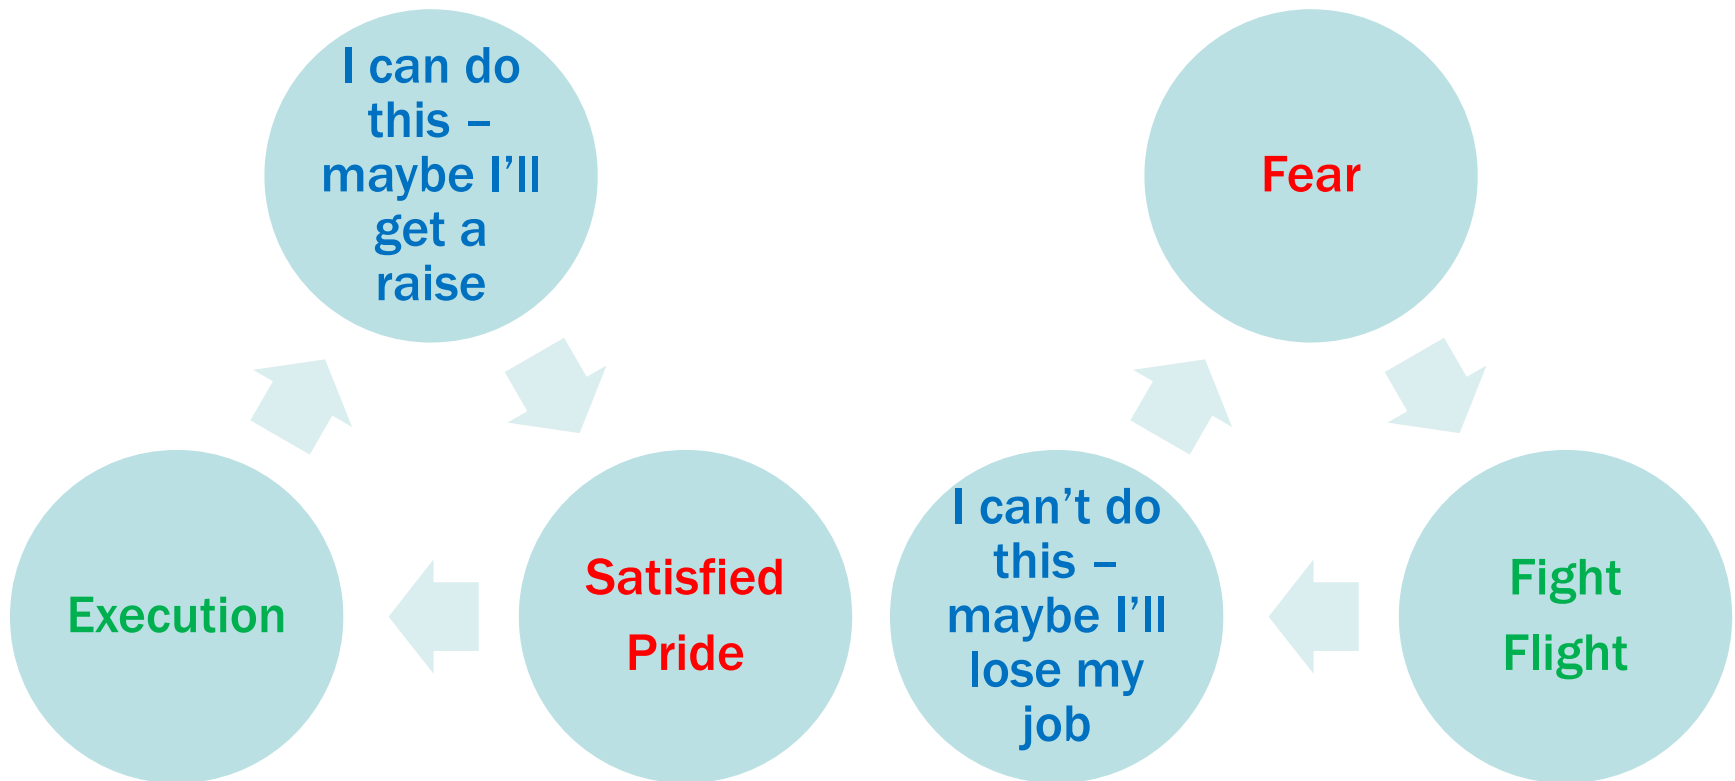 I can do
this –
maybe I’ll
get a
raise
Satisfied
Pride
Execution
Fear
Fight
Flight
I can’t do
this –
maybe I’ll
lose my
job